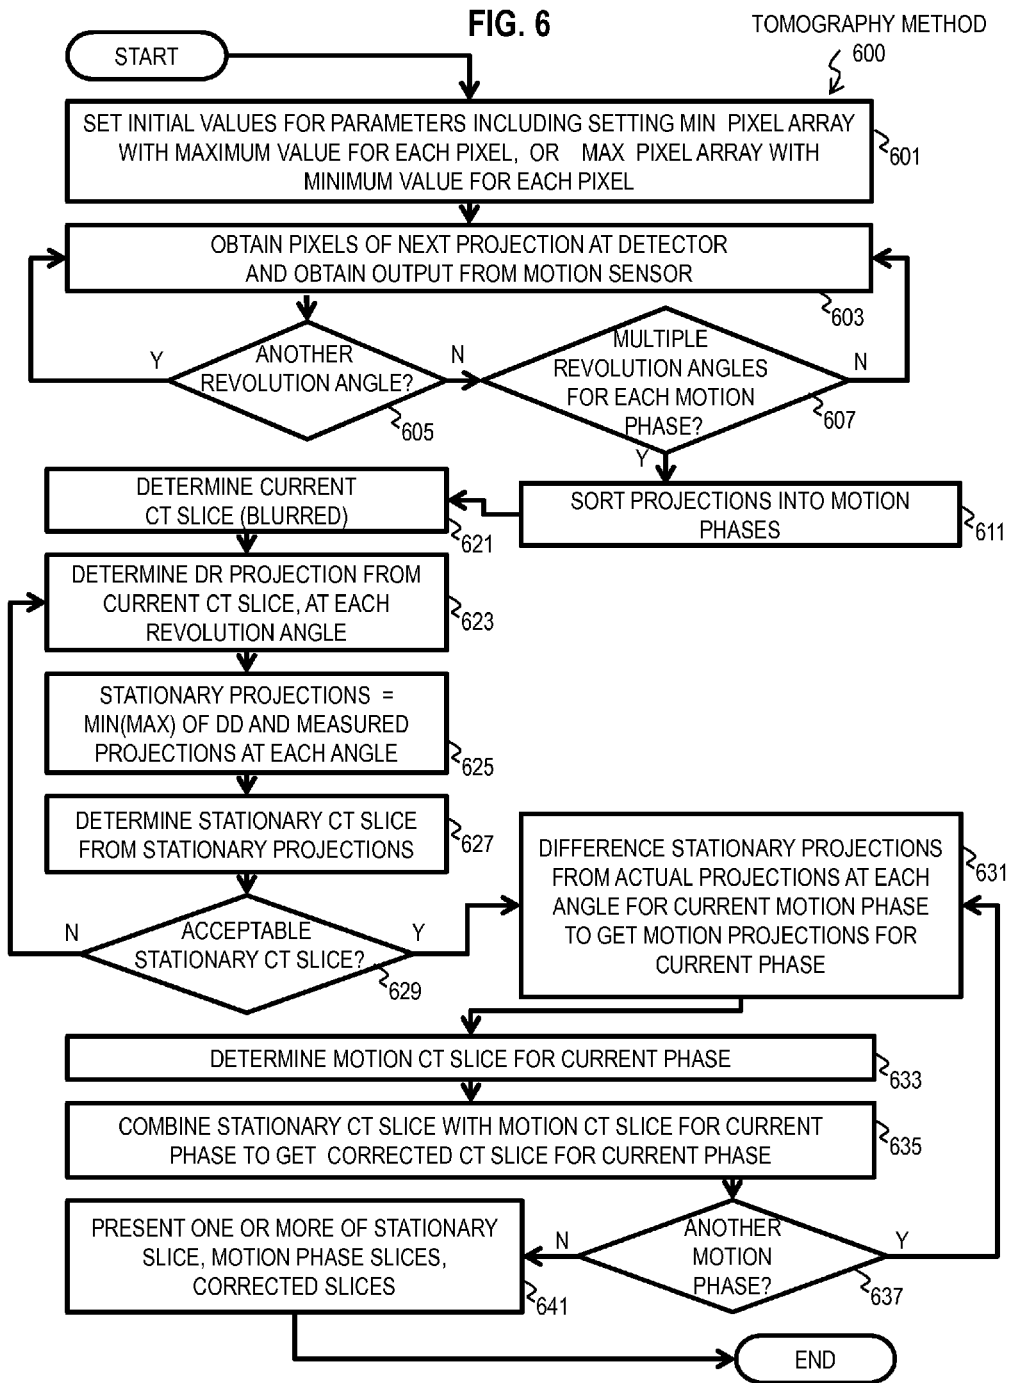 FIG. 6
TOMOGRAPHY METHOD
600
START
SET INITIAL VALUES FOR PARAMETERS INCLUDING SETTING MIN PIXEL ARRAY
WITH MAXIMUM VALUE FOR EACH PIXEL, OR MAX PIXEL ARRAY WITH
MINIMUM VALUE FOR EACH PIXEL
601
OBTAIN PIXELS OF NEXT PROJECTION AT DETECTOR
AND OBTAIN OUTPUT FROM MOTION SENSOR
603
Y
ANOTHER
REVOLUTION ANGLE?
N
605
MULTIPLE
REVOLUTION ANGLES
FOR EACH MOTION
PHASE?
N
607
Y
SORT PROJECTIONS INTO MOTION
PHASES
611
DETERMINE CURRENT
CT SLICE (BLURRED)
621
DETERMINE DR PROJECTION FROM
CURRENT CT SLICE, AT EACH
REVOLUTION ANGLE
623
STATIONARY PROJECTIONS =
MIN(MAX) OF DD AND MEASURED
PROJECTIONS AT EACH ANGLE
625
DETERMINE STATIONARY CT SLICE
FROM STATIONARY PROJECTIONS
627
N
ACCEPTABLE
STATIONARY CT SLICE?
Y
629
DIFFERENCE STATIONARY PROJECTIONS
FROM ACTUAL PROJECTIONS AT EACH
ANGLE FOR CURRENT MOTION PHASE
TO GET MOTION PROJECTIONS FOR
CURRENT PHASE
631
DETERMINE MOTION CT SLICE FOR CURRENT PHASE
633
COMBINE STATIONARY CT SLICE WITH MOTION CT SLICE FOR CURRENT
PHASE TO GET CORRECTED CT SLICE FOR CURRENT PHASE
635
N
ANOTHER
MOTION
PHASE?
Y
637
PRESENT ONE OR MORE OF STATIONARY
SLICE, MOTION PHASE SLICES,
CORRECTED SLICES
641
END